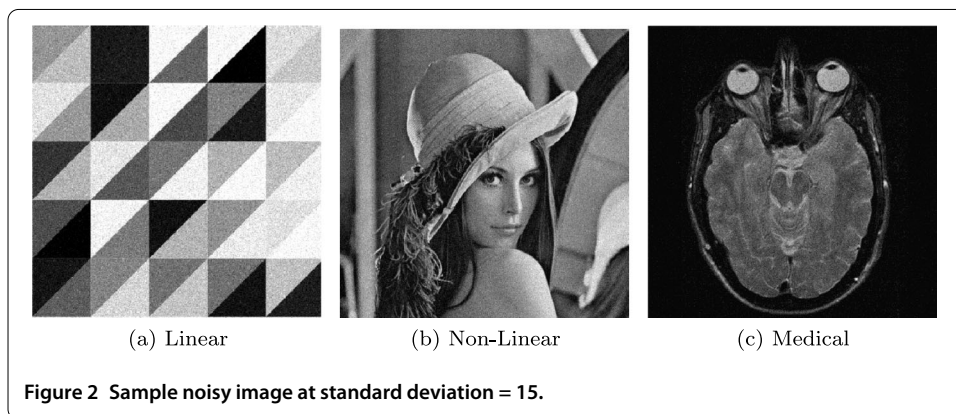 (a) Linear
(b) Non-Linear
(c) Medical
Figure 2 Sample noisy image at standard deviation = 15.